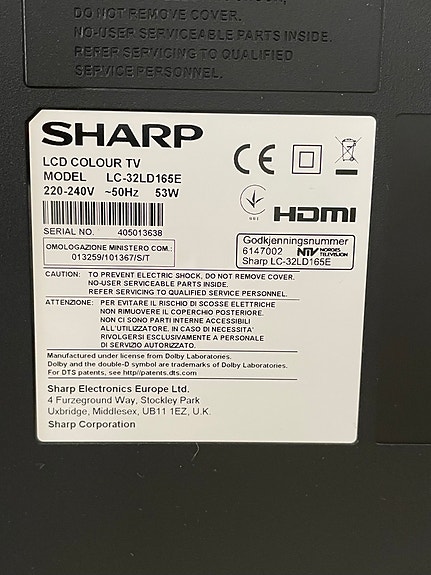 DO NOT REMOVE COVER.
NO-USER SERVICEABLE PARTS INSIDE.
REFER SERVICING TO QUALIFIED
SERVICE PERSONNEL.
SHARP
LCD COLOUR TV
MODEL LC-32LD165E
220-240V ~50Hz 53W
SERIAL NO. 405013638
OMOLOGAZIONE MINISTERO COM.:
013259/101367/S/T
CE
HDMI
Godkjenningsnummer
6147002 NTV NORGES TELEVISJON
Sharp LC-32LD165E
CAUTION: TO PREVENT ELECTRIC SHOCK, DO NOT REMOVE COVER.
NO-USER SERVICEABLE PARTS INSIDE.
REFER SERVICING TO QUALIFIED SERVICE PERSONNEL.
ATTENZIONE: PER EVITARE IL RISCHIO DI SCOSSE ELETTRICHE
NON RIMUOVERE IL COPERCHIO POSTERIORE.
NON CI SONO PARTI INTERNE ACCESSIBILI
ALL'UTILIZZATORE. IN CASO DI NECESSITA'
RIVOLGERSI ESCLUSIVAMENTE A PERSONALE
DI SERVIZIO AUTORIZZATO.
Manufactured under license from Dolby Laboratories.
Dolby and the double-D symbol are trademarks of Dolby Laboratories.
For DTS patents, see http//patents.dts.com
Sharp Electronics Europe Ltd.
4 Furzeground Way, Stockley Park
Uxbridge, Middlesex, UB11 1EZ, U.K.
Sharp Corporation